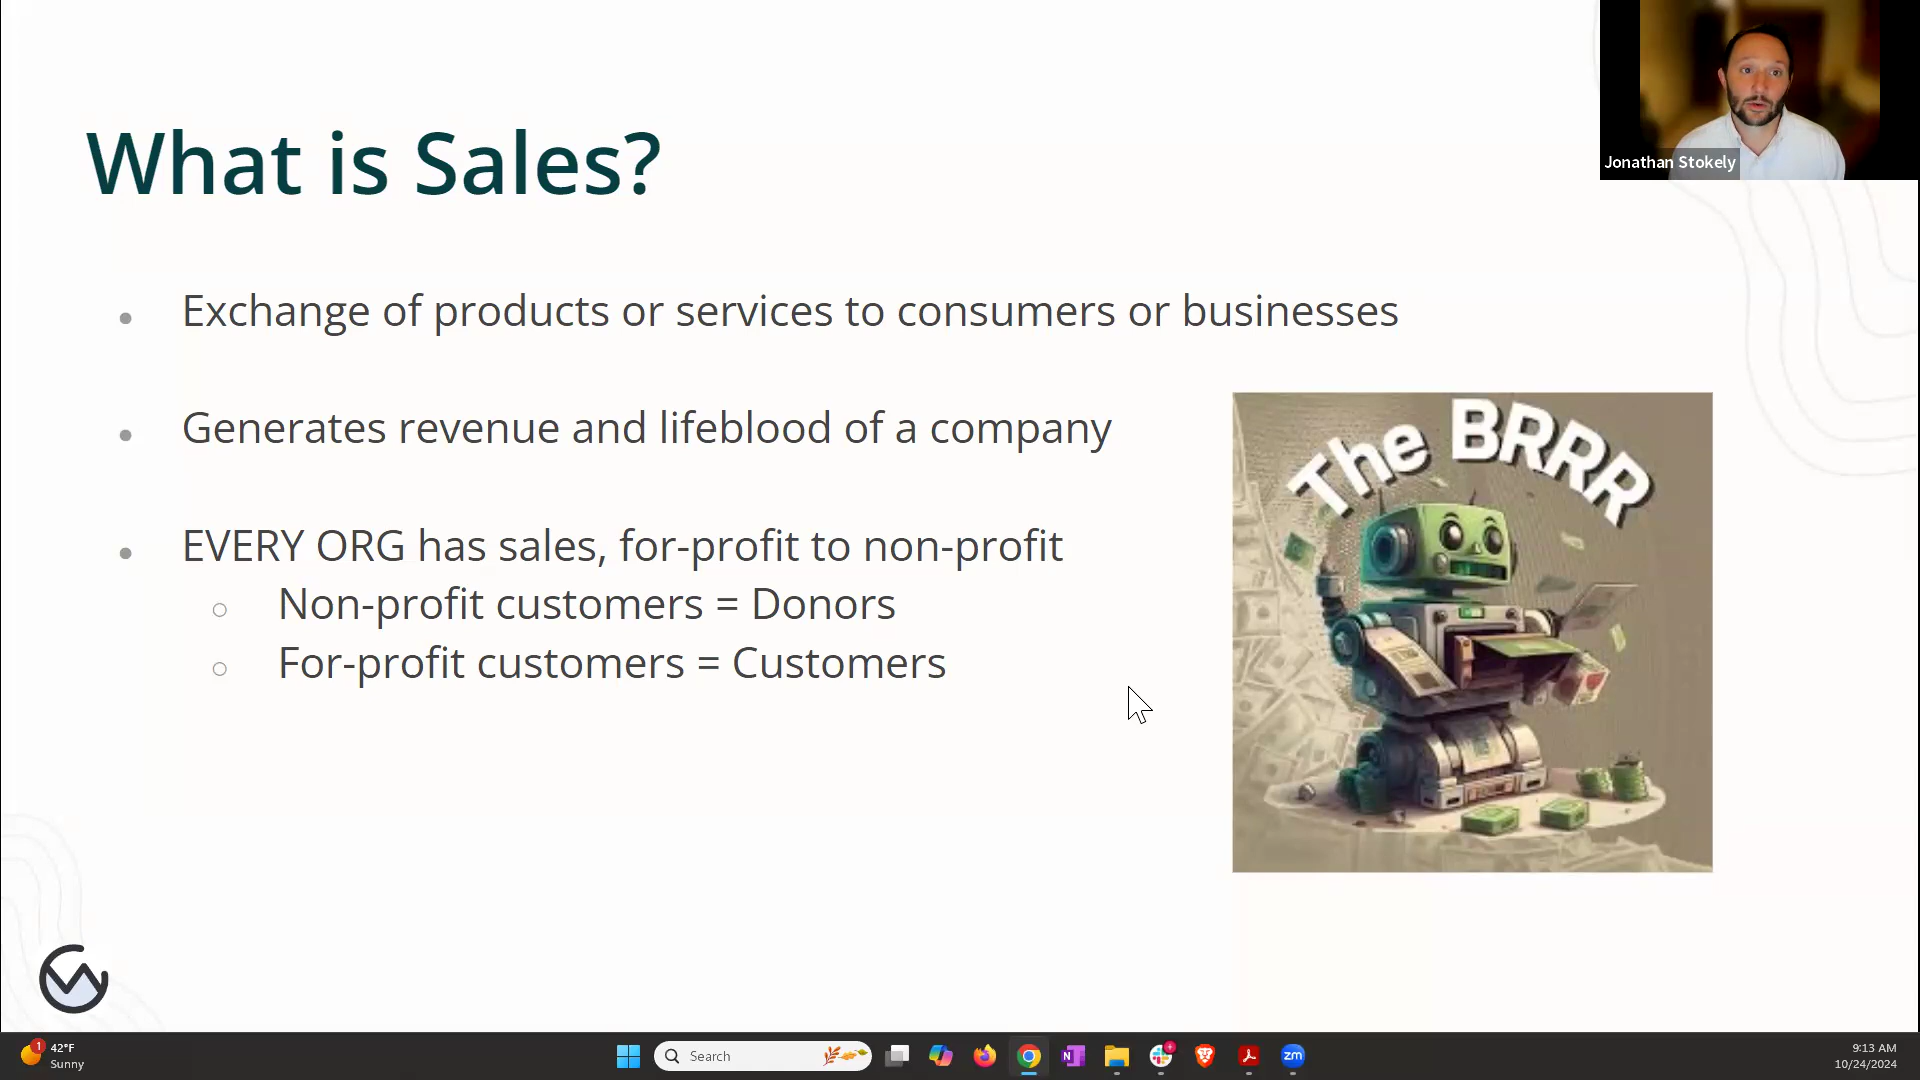 What is Sales?
Jonathan Stokely
Exchange of products or services to consumers or businesses
Generates revenue and lifeblood of a company
EVERY ORG has sales, for-profit to non-profit
Non-profit customers = Donors
For-profit customers = Customers
The BRRR
1
42°F
Sunny
Search
N
zm
9:13 AM
10/24/2024